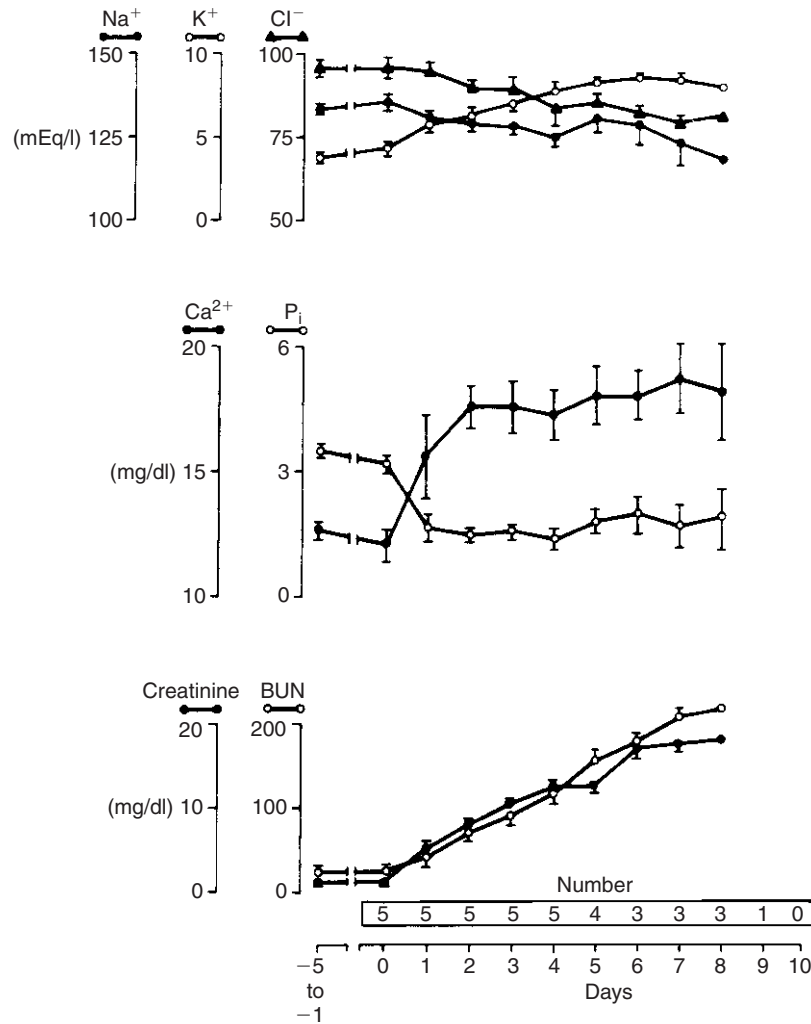 Na⁺ K⁺ Cl⁻
150 10 100
(mEq/l) 125 5 75
100 0 50
Ca²⁺ Pᵢ
20 6
(mg/dl) 15 3
10 0
Creatinine BUN
20 200
(mg/dl) 10 100
0 0
Number
5 5 5 5 5 4 3 3 3 1 0
−5 0 1 2 3 4 5 6 7 8 9 10
to Days
−1